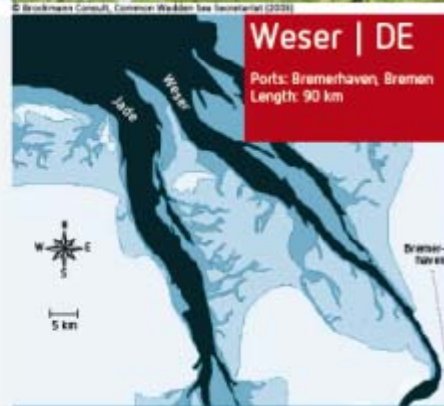 © Brockmann Consult, Common Wadden Sea Secretariat (2009)
Weser | DE
Ports: Bremerhaven, Bremen
Length: 90 km
Jade
Weser
N
W E
S
5 km
Bremer-
haven